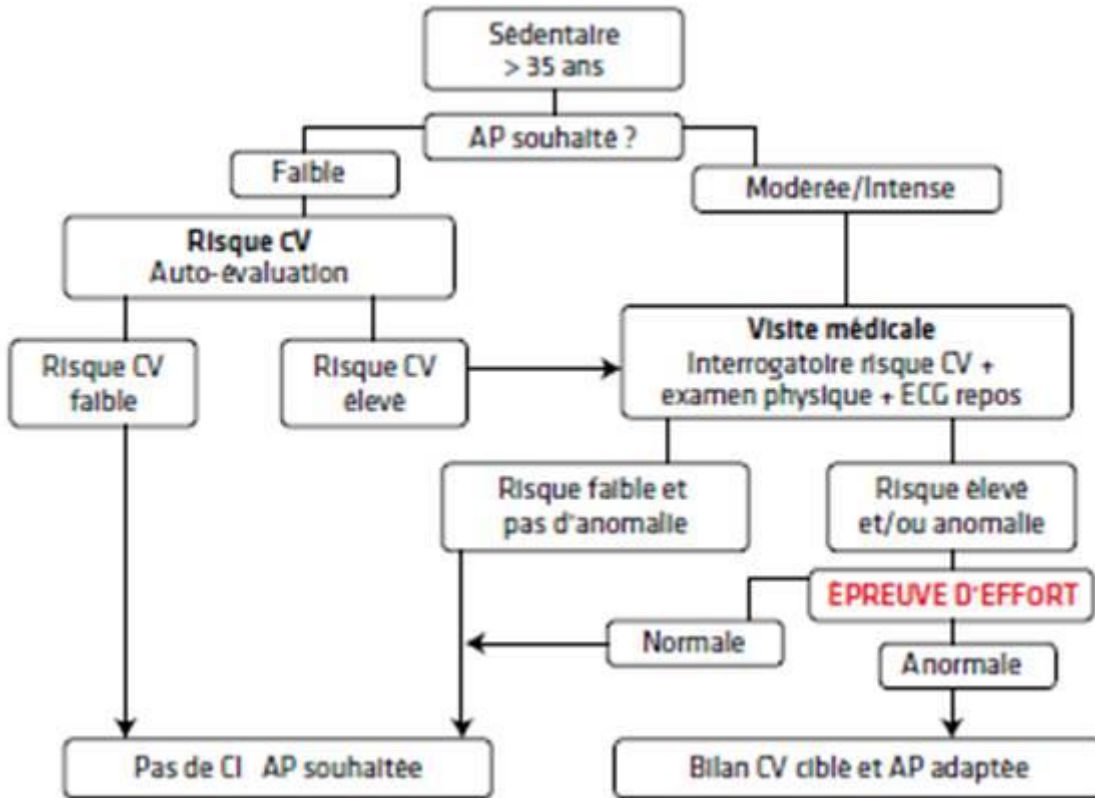 Sédentaire
> 35 ans
AP souhaité ?
Faible
Modérée/Intense
Risque CV
Auto-évaluation
Visite médicale
Interrogatoire risque CV +
examen physique + ECG repos
Risque CV
faible
Risque CV
élevé
Risque faible et
pas d'anomalie
Risque élevé
et/ou anomalie
ÉPREUVE D'EFFORT
Normale
Anormale
Pas de CI AP souhaitée
Bilan CV ciblé et AP adaptée